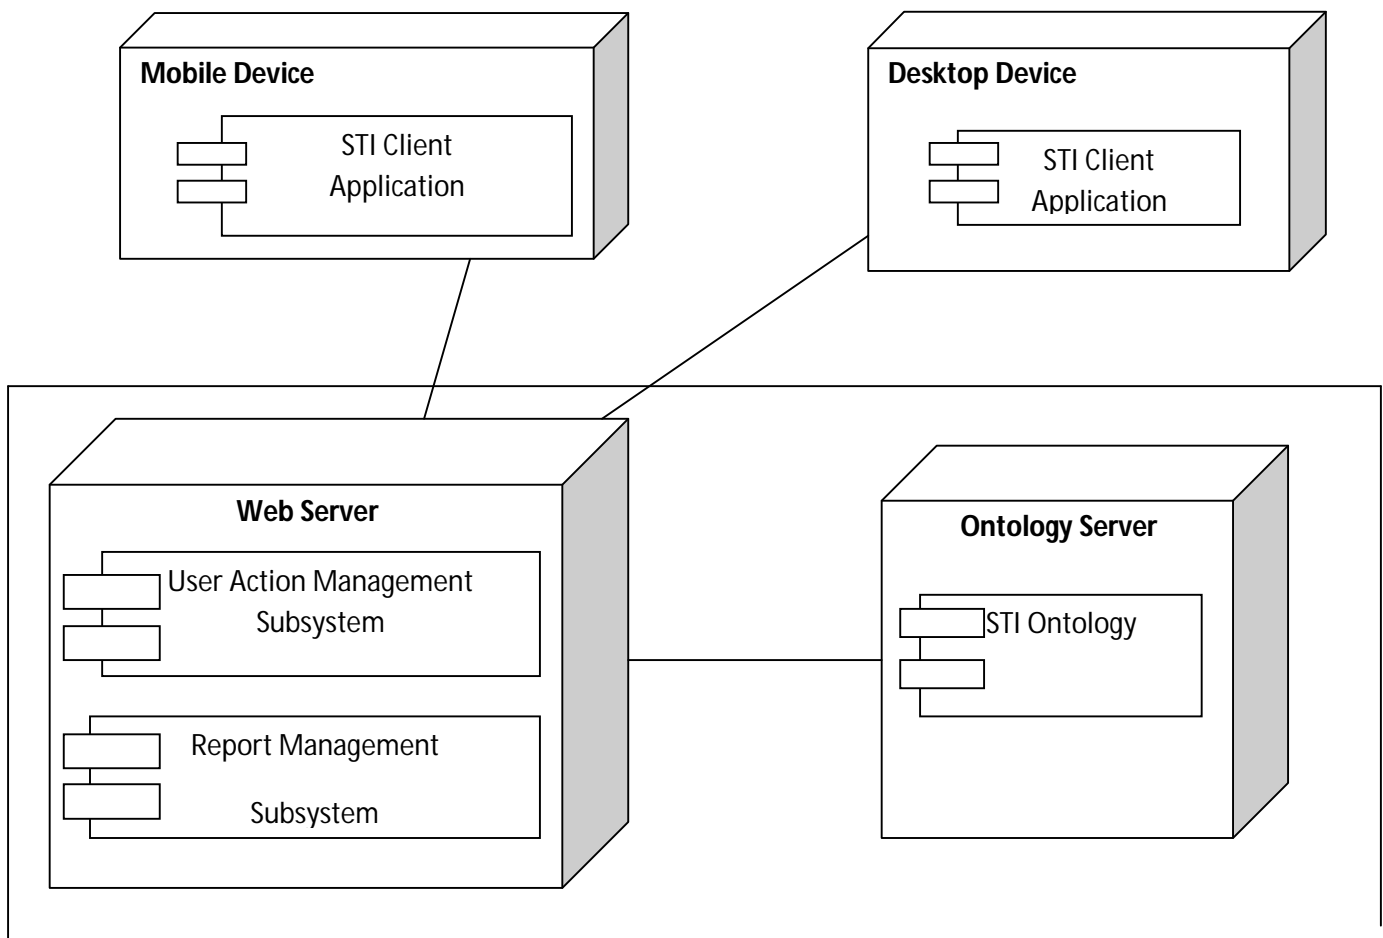 Mobile Device
STI Client
Application
Desktop Device
STI Client
Application
Web Server
User Action Management
Subsystem
Report Management
Subsystem
Ontology Server
STI Ontology